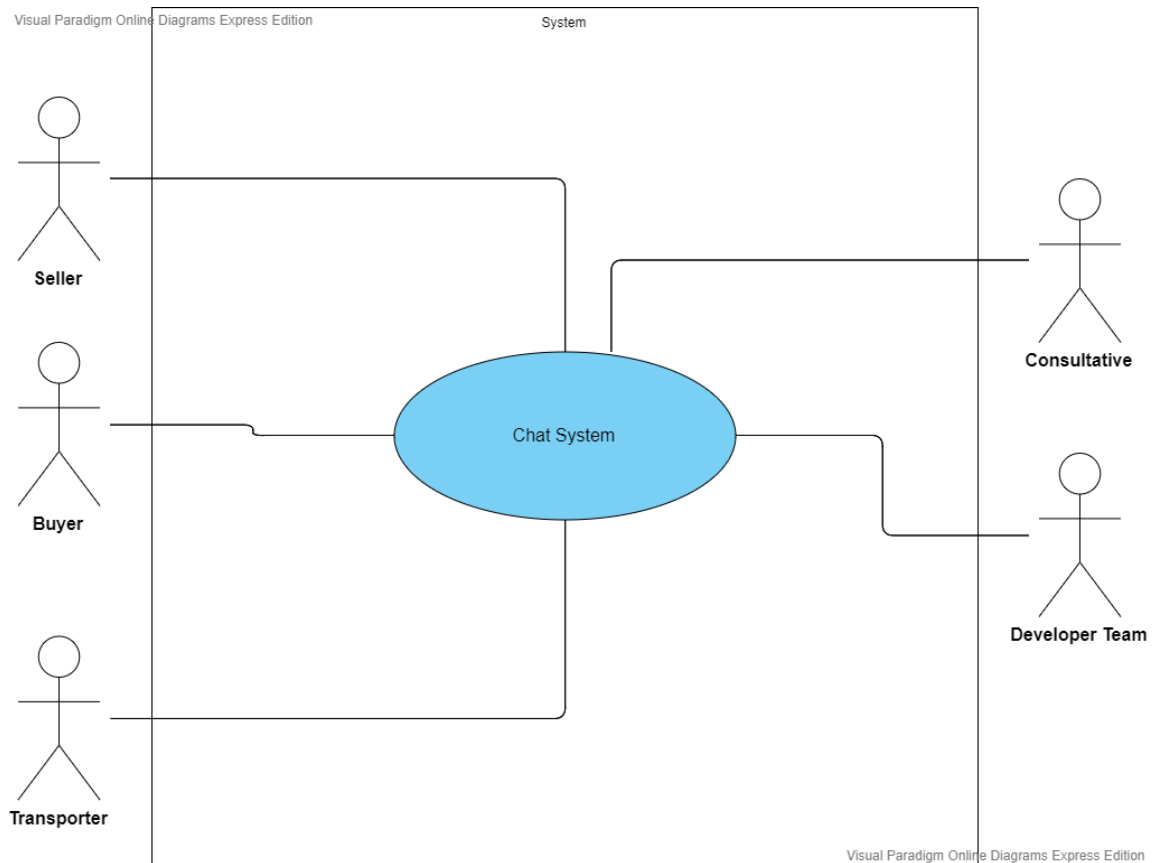 Visual Paradigm Online Diagrams Express Edition
System
Seller
Consultative
Chat System
Buyer
Developer Team
Transporter
Visual Paradigm Online Diagrams Express Edition